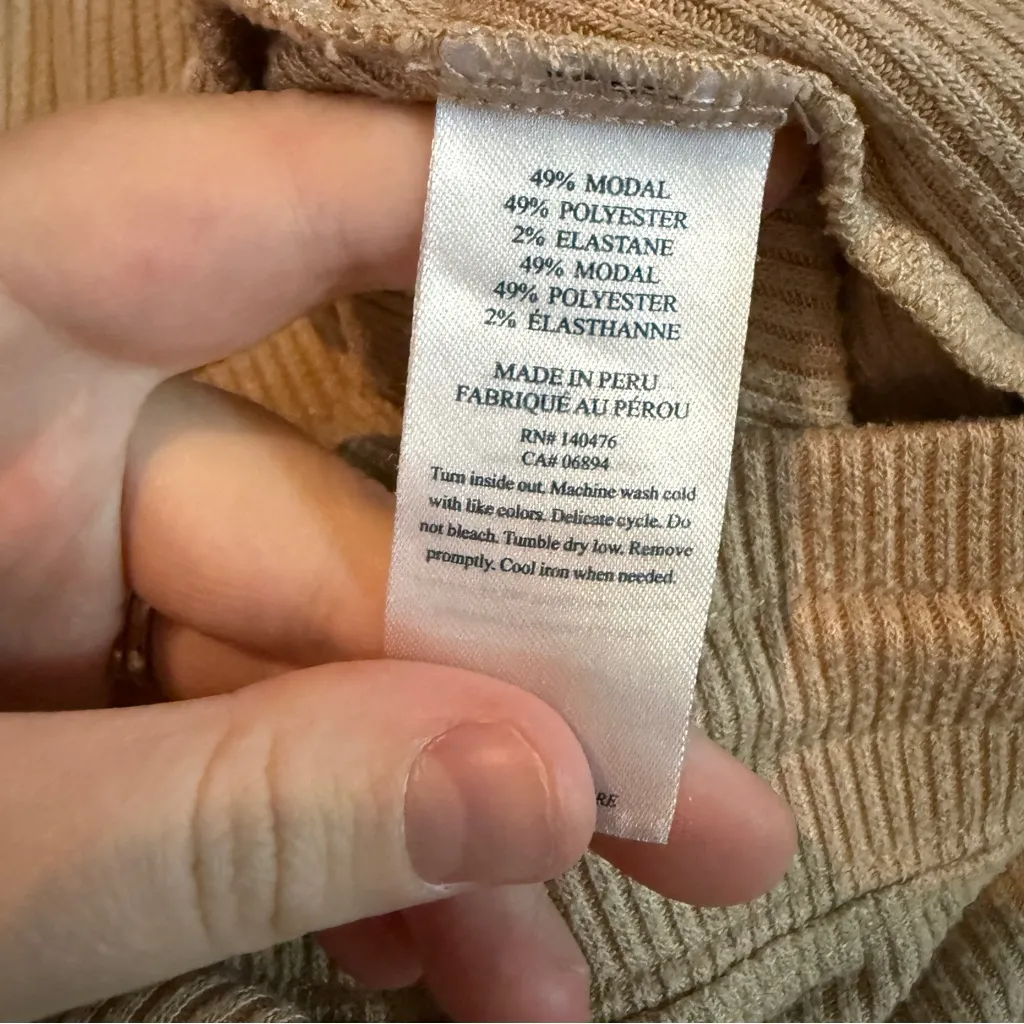 49% MODAL
49% POLYESTER
2% ELASTANE
49% MODAL
49% POLYESTER
2% ÉLASTHANNE
MADE IN PERU
FABRIQUÉ AU PÉROU
RN# 140476
CA# 06894
Turn inside out. Machine wash cold
with like colors. Delicate cycle. Do
not bleach. Tumble dry low. Remove
promptly. Cool iron when needed.